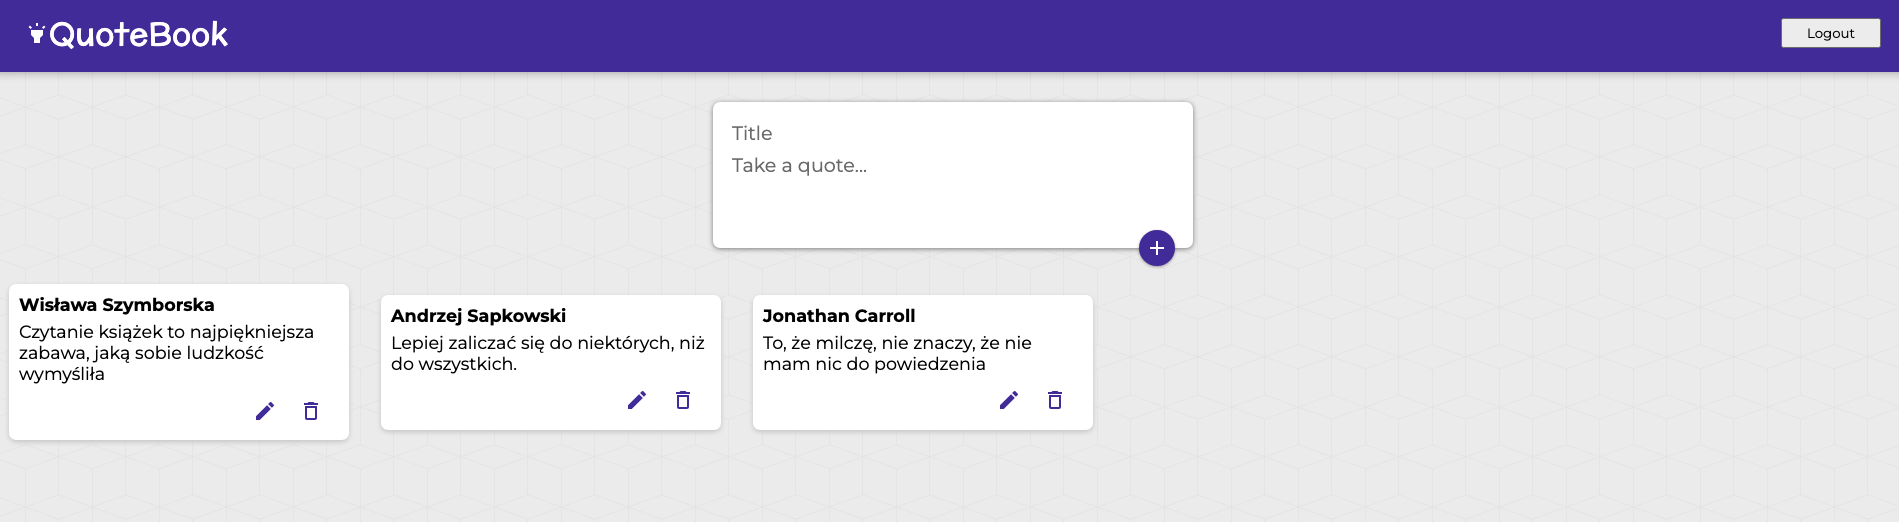 QuoteBook
Logout
Title
Take a quote...
Wisława Szymborska
Czytanie książek to najpiękniejsza
zabawa, jaką sobie ludzkość
wymyśliła
Andrzej Sapkowski
Lepiej zaliczać się do niektórych, niż
do wszystkich.
Jonathan Carroll
To, że milczę, nie znaczy, że nie
mam nic do powiedzenia